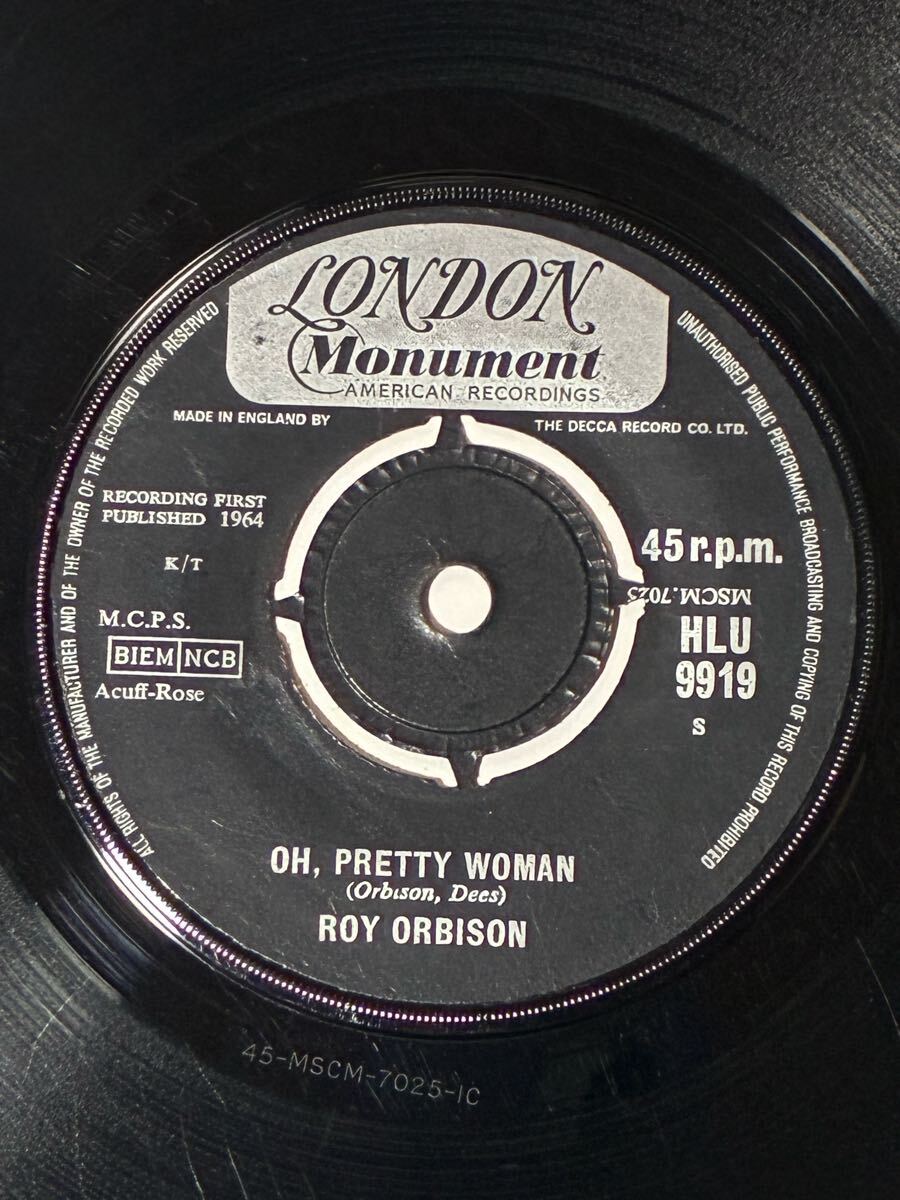 LONDON
Monument
AMERICAN RECORDINGS
MADE IN ENGLAND BY THE DECCA RECORD CO. LTD.
ALL RIGHTS OF THE MANUFACTURER AND OF THE OWNER OF THE RECORDED WORK RESERVED
UNAUTHORISED PUBLIC PERFORMANCE BROADCASTING AND COPYING OF THIS RECORD PROHIBITED
RECORDING FIRST
PUBLISHED 1964
K/T
M.C.P.S.
BIEM NCB
Acuff-Rose
45 r.p.m.
MSCM.7025
HLU
9919
S
OH, PRETTY WOMAN
(Orbison, Dees)
ROY ORBISON
45-MSCM-7025-1C